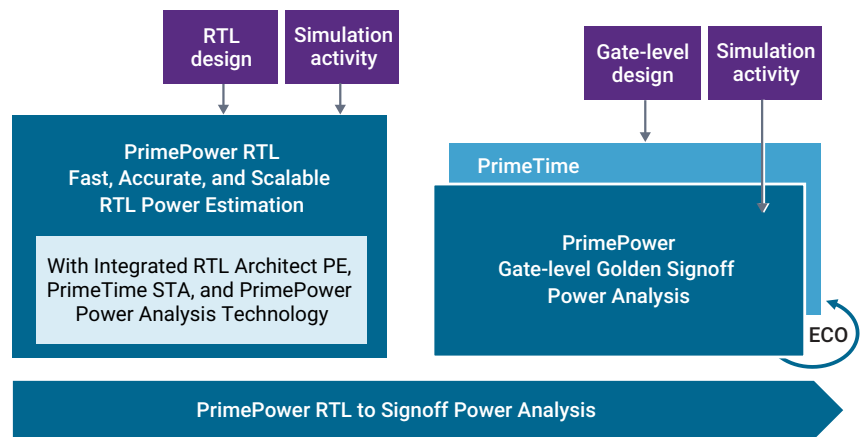 RTL
design
Simulation
activity
PrimePower RTL
Fast, Accurate, and Scalable
RTL Power Estimation
With Integrated RTL Architect PE,
PrimeTime STA, and PrimePower
Power Analysis Technology
Gate-level
design
Simulation
activity
PrimeTime
PrimePower
Gate-level Golden Signoff
Power Analysis
ECO
PrimePower RTL to Signoff Power Analysis